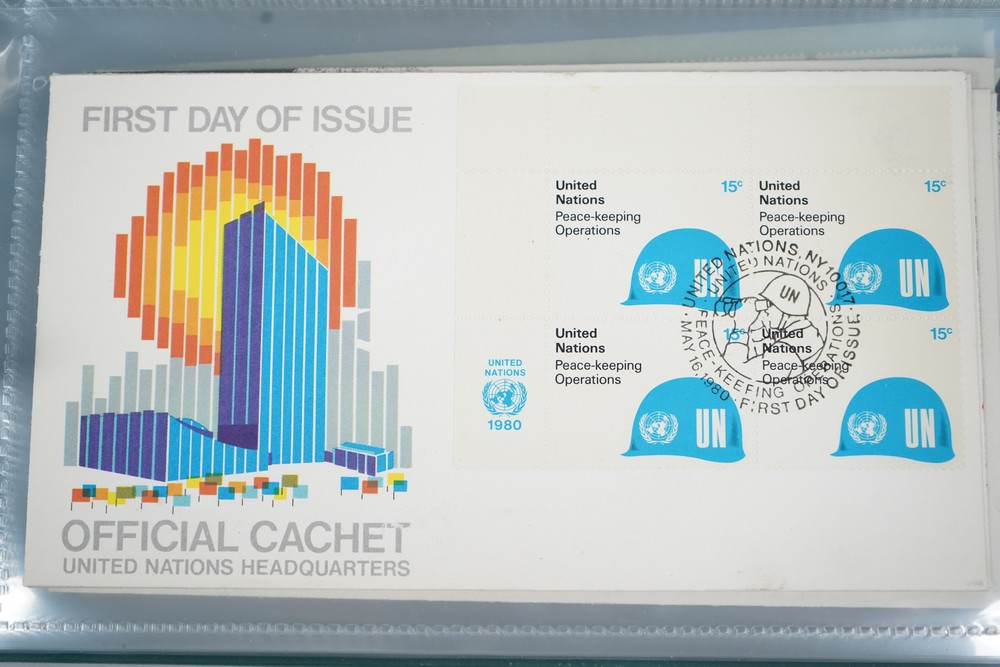 FIRST DAY OF ISSUE
OFFICIAL CACHET
UNITED NATIONS HEADQUARTERS
United
Nations
Peace-keeping
Operations
15c
UN
United
Nations
Peace-keeping
Operations
15c
UN
United
Nations
Peace-keeping
Operations
15c
UN
United
Nations
Peace-keeping
Operations
15c
UN
UNITED
NATIONS
1980
UNITED NATIONS, NY 10017
MAY 16, 1980 · FIRST DAY OF ISSUE
UNITED NATIONS
PEACE-KEEPING OPERATIONS
UN